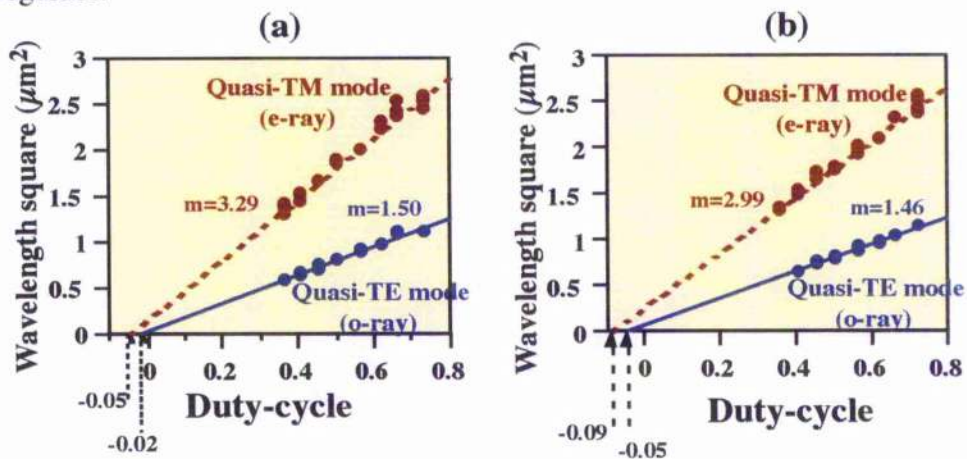 (a)
(b)
Wavelength square (µm²)
3
2.5
2
1.5
1
0.5
0
Quasi-TM mode
(e-ray)
m=3.29
m=1.50
Quasi-TE mode
(o-ray)
0
0.4
0.6
0.8
-0.05
Duty-cycle
-0.02
Wavelength square (µm²)
3
2.5
2
1.5
1
0.5
0
Quasi-TM mode
(e-ray)
m=2.99
m=1.46
Quasi-TE mode
(o-ray)
0
0.4
0.6
0.8
Duty-cycle
-0.09
-0.05